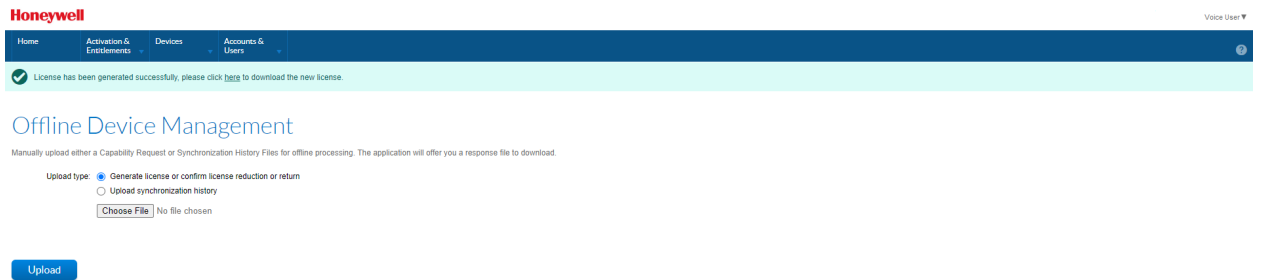 Honeywell
Voice User▼
Home
Activation & Entitlements
Devices
Accounts & Users
?
License has been generated successfully, please click here to download the new license.
Offline Device Management
Manually upload either a Capability Request or Synchronization History Files for offline processing. The application will offer you a response file to download.
Upload type: Generate license or confirm license reduction or return
Upload synchronization history
Choose File No file chosen
Upload